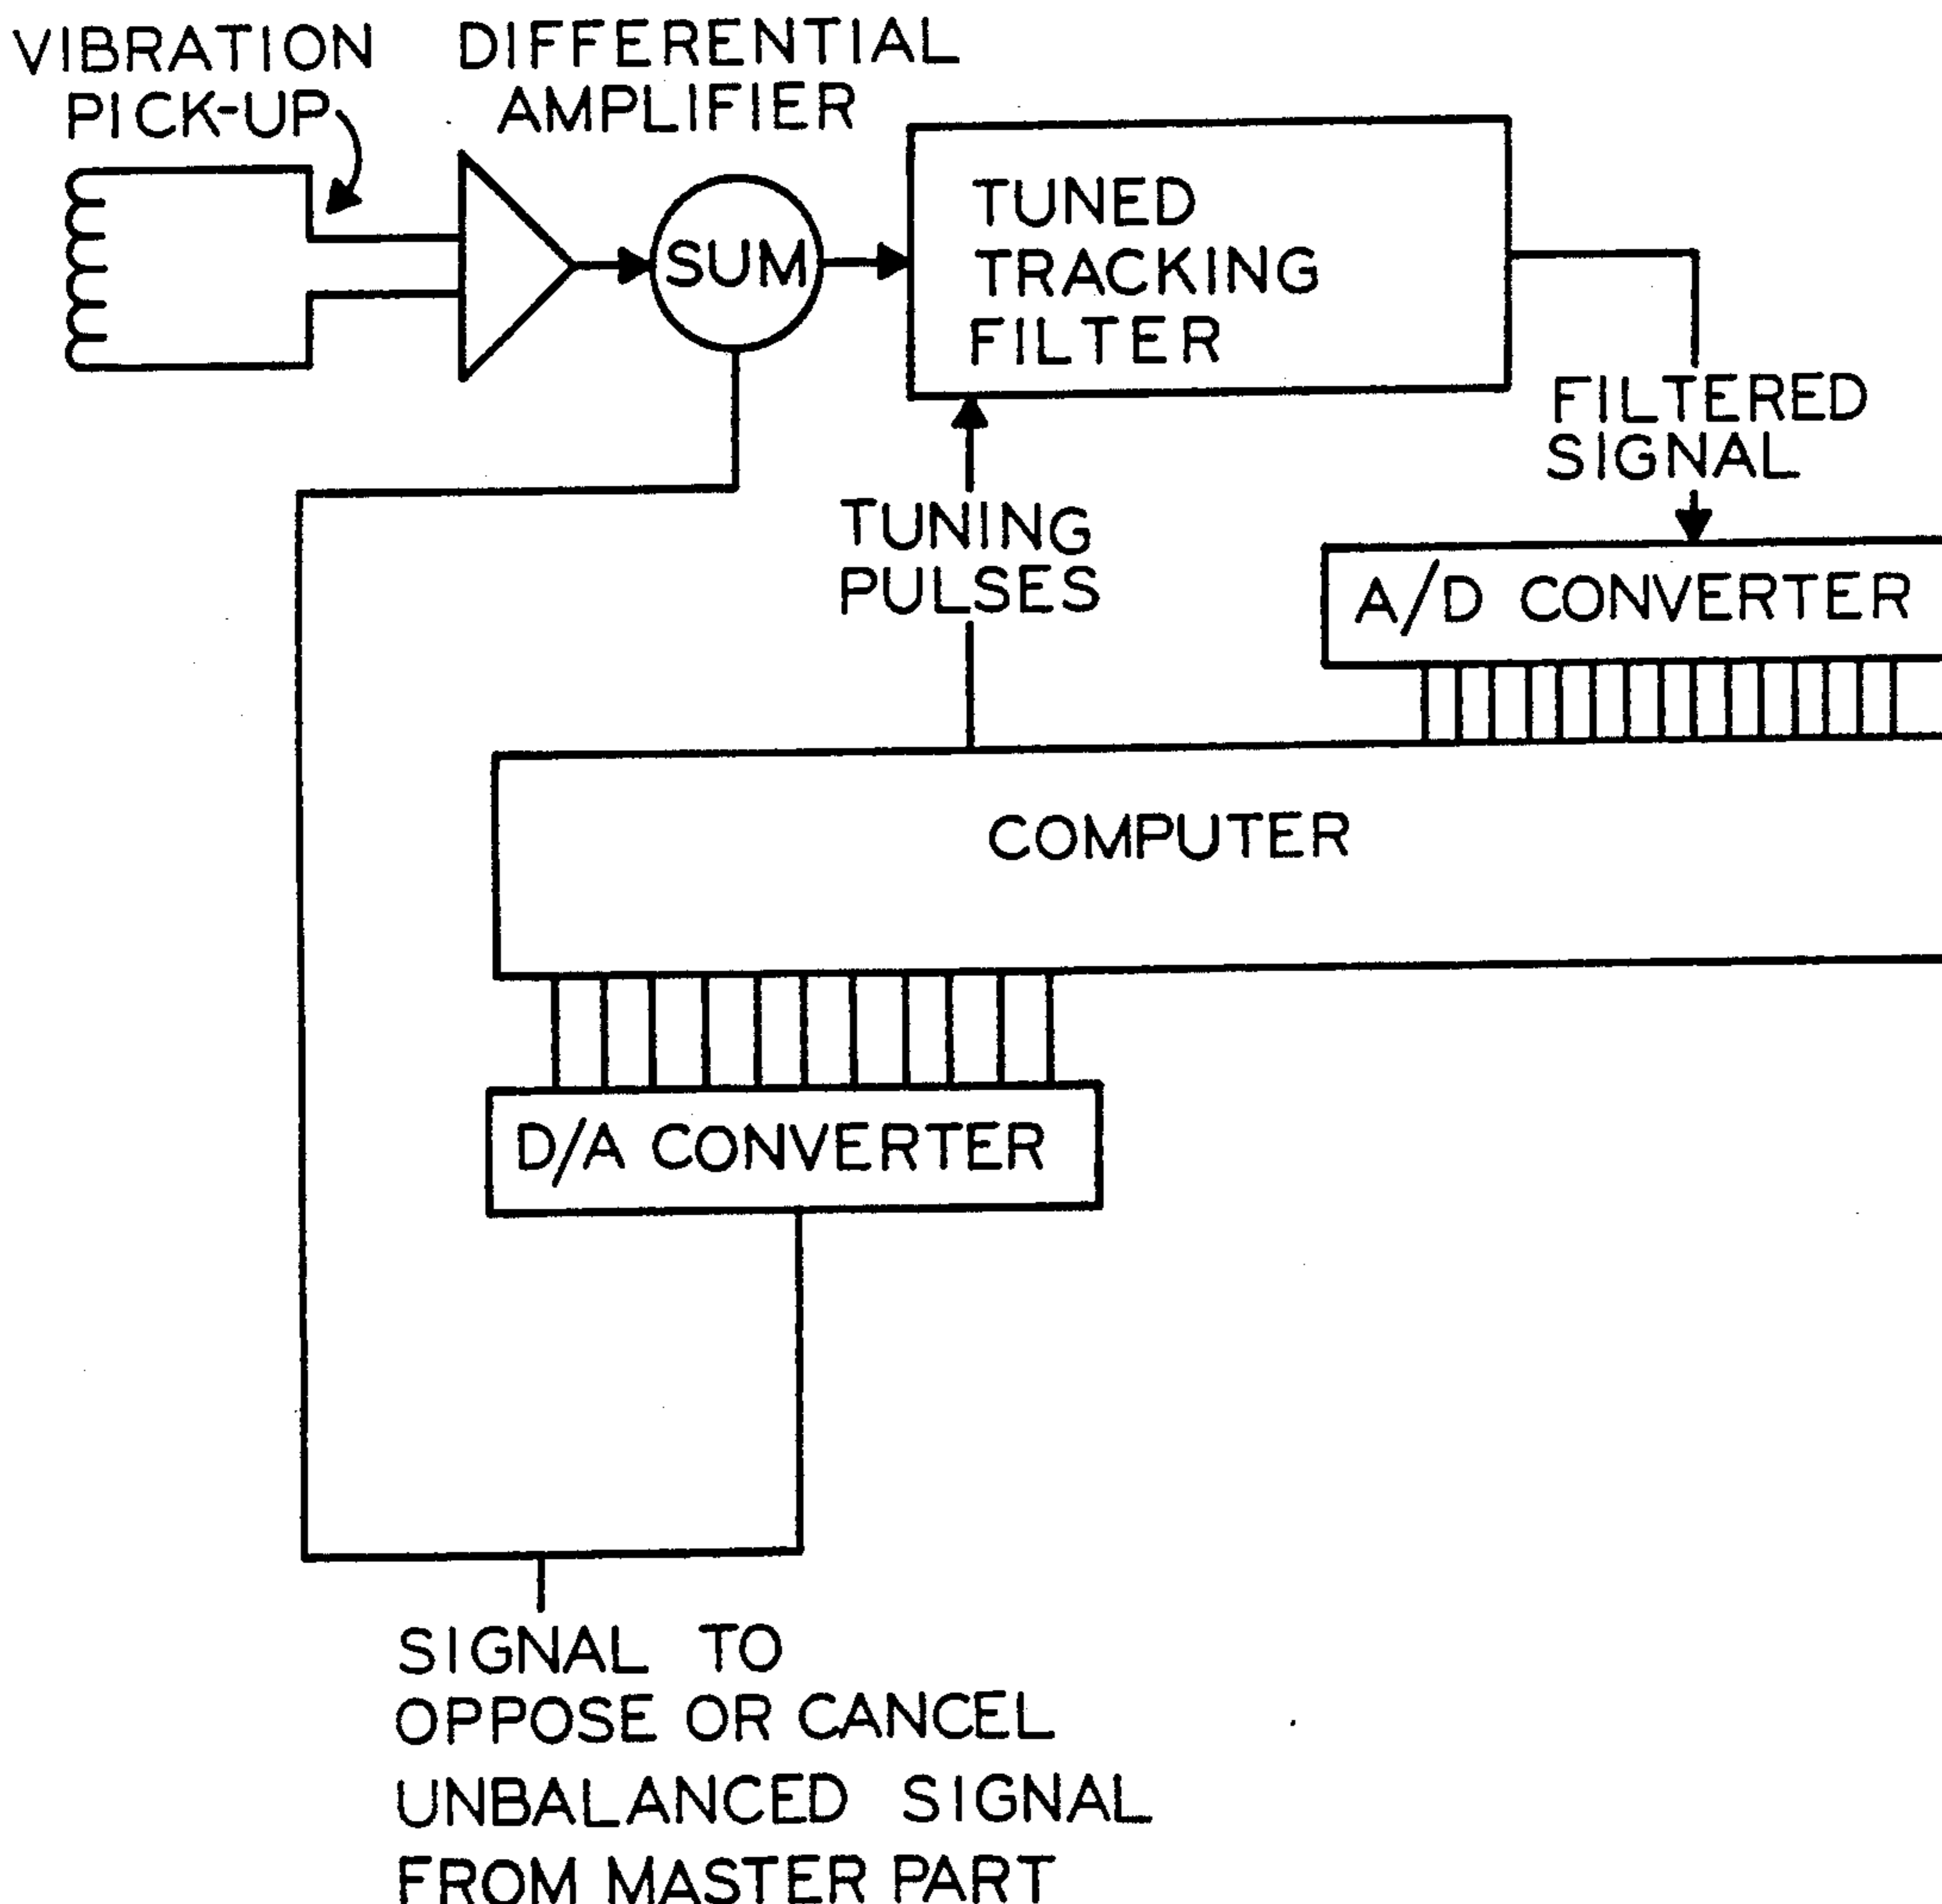 VIBRATION
PICK-UP
DIFFERENTIAL
AMPLIFIER
SUM
TUNED
TRACKING
FILTER
FILTERED
SIGNAL
TUNING
PULSES
A/D CONVERTER
COMPUTER
D/A CONVERTER
SIGNAL TO
OPPOSE OR CANCEL
UNBALANCED SIGNAL
FROM MASTER PART